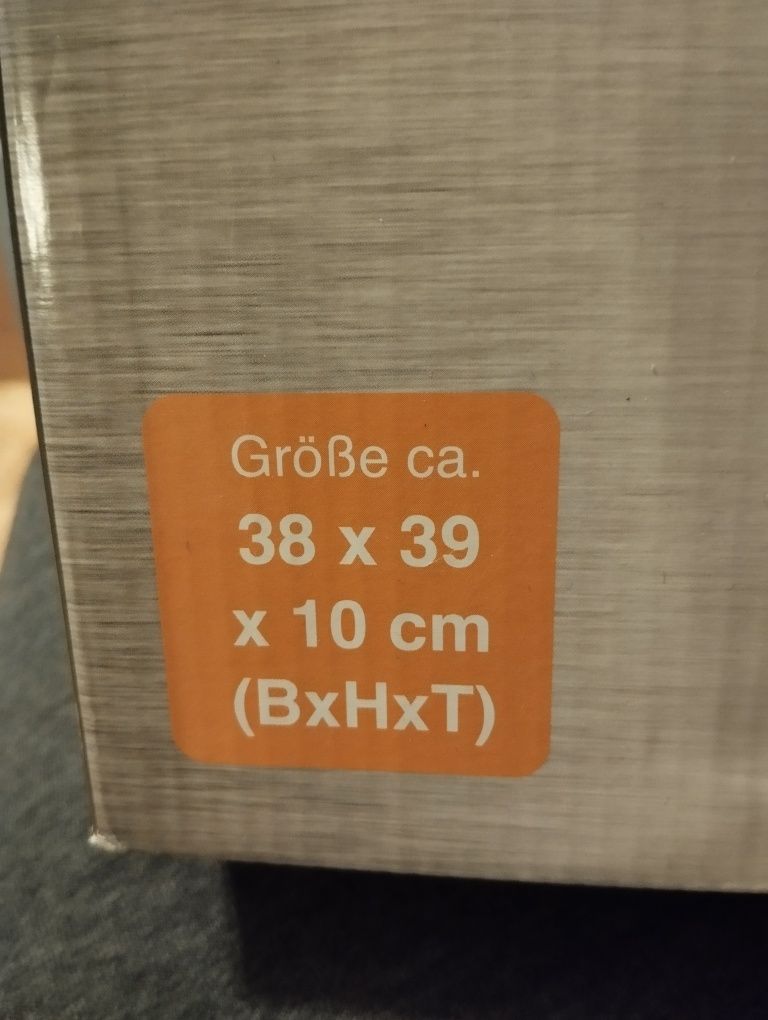 Größe ca.
38 x 39
x 10 cm
(BxHxT)